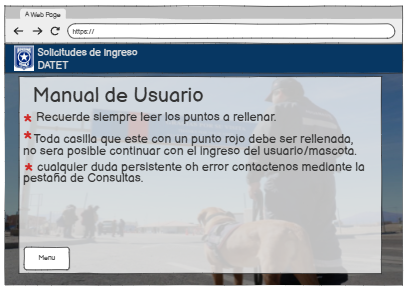 A Web Page
https://
Solicitudes de Ingreso
DATET
Manual de Usuario
* Recuerde siempre leer los puntos a rellenar.
* Toda casilla que este con un punto rojo debe ser rellenada,
no sera posible continuar con el ingreso del usuario/mascota.
* cualquier duda persistente oh error contactenos mediante la
pestaña de Consultas.
Menu